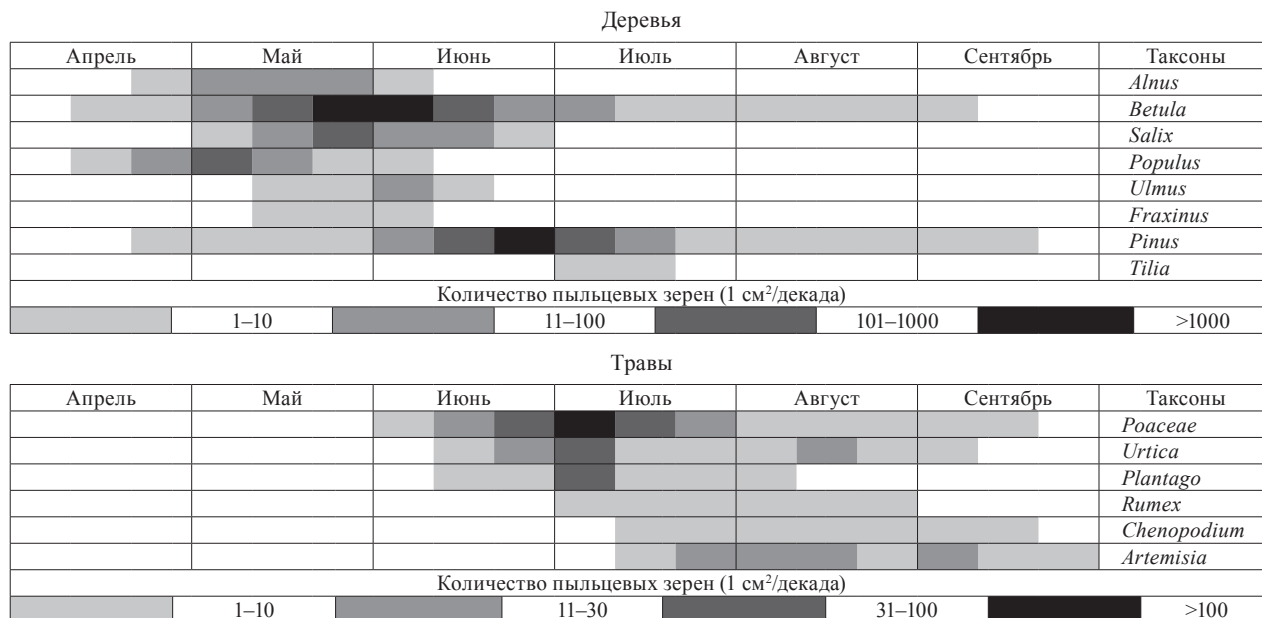 Деревья
Апрель Май Июнь Июль Август Сентябрь Таксоны
Alnus
Betula
Salix
Populus
Ulmus
Fraxinus
Pinus
Tilia
Количество пыльцевых зерен (1 см²/декада)
1–10 11–100 101–1000 >1000
Травы
Апрель Май Июнь Июль Август Сентябрь Таксоны
Poaceae
Urtica
Plantago
Rumex
Chenopodium
Artemisia
Количество пыльцевых зерен (1 см²/декада)
1–10 11–30 31–100 >100